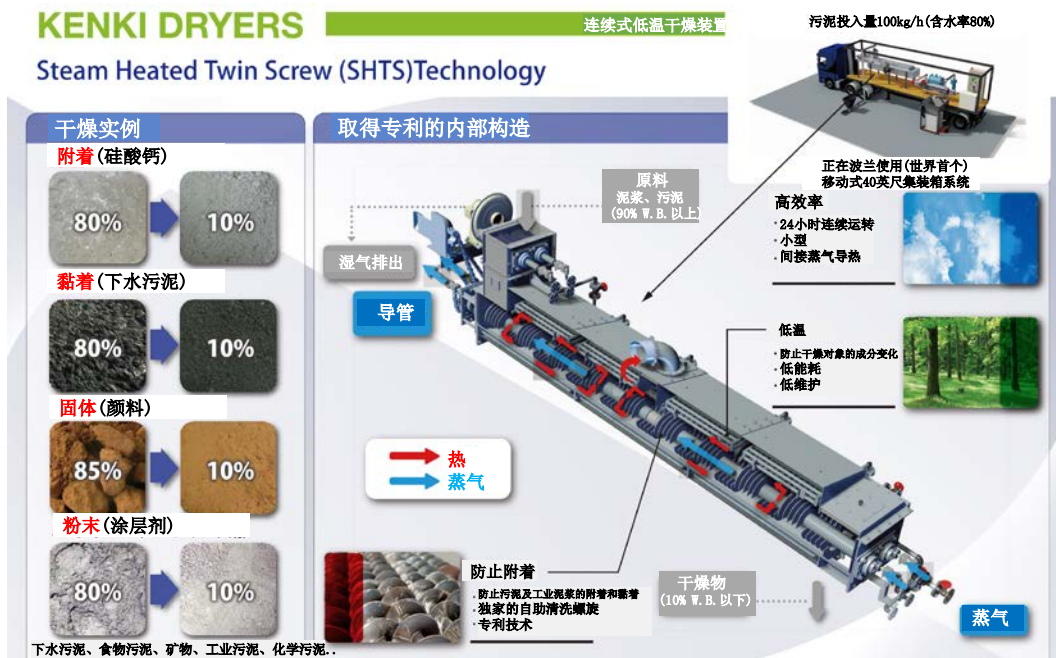 KENKI DRYERS
连续式低温干燥装置
Steam Heated Twin Screw (SHTS)Technology
污泥投入量100kg/h(含水率80%)
正在波兰使用(世界首个)
移动式40英尺集装箱系统
干燥实例
附着(硅酸钙)
80%
10%
黏着(下水污泥)
80%
10%
固体(颜料)
85%
10%
粉末(涂层剂)
80%
10%
下水污泥、食物污泥、矿物、工业污泥、化学污泥..
取得专利的内部构造
原料
泥浆、污泥
(90% W.B.以上)
湿气排出
导管
热
蒸气
高效率
·24小时连续运转
·小型
·间接蒸气导热
低温
·防止干燥对象的成分变化
·低能耗
·低维护
防止附着
·防止污泥及工业泥浆的附着和黏着
·独家的自助清洗螺旋
·专利技术
干燥物
(10% W.B.以下)
蒸气